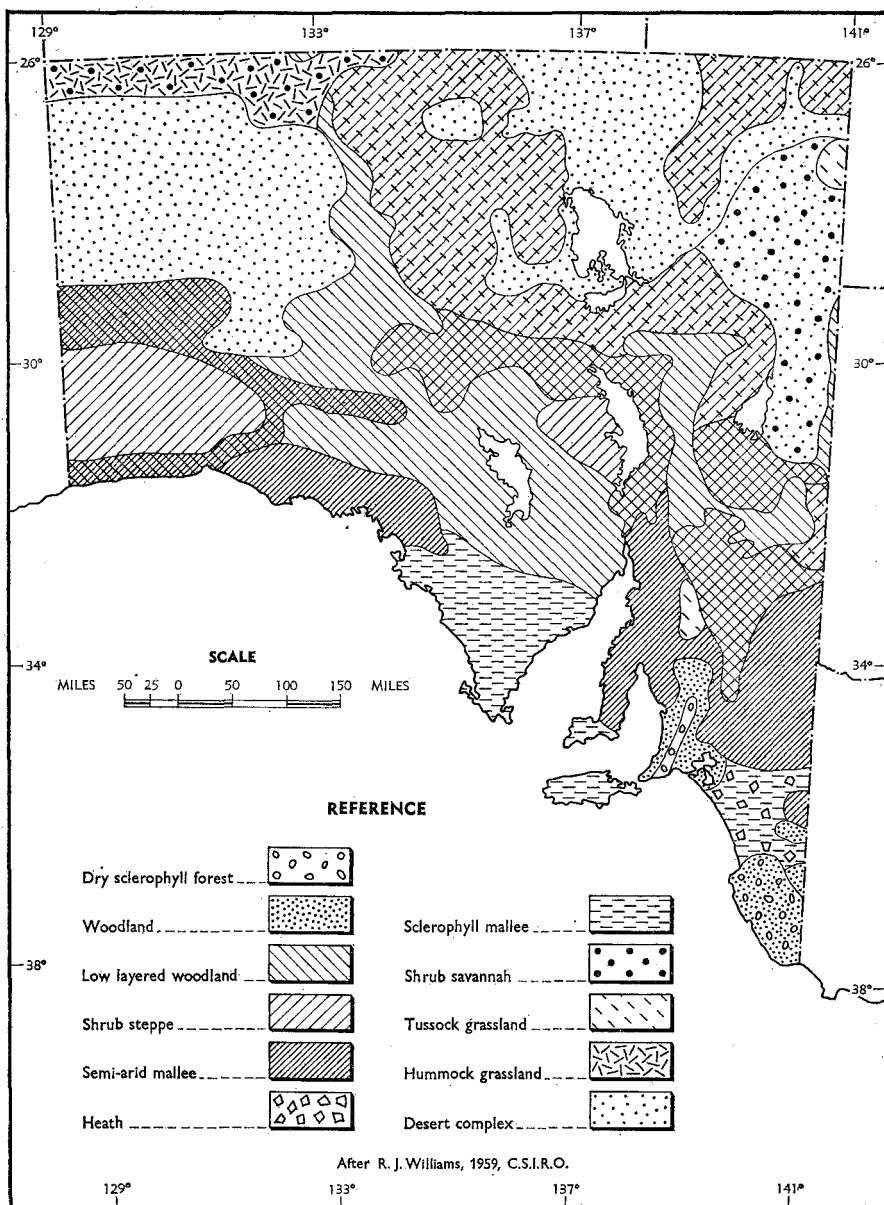 129° 133° 137° 141°
26° 26°
30° 30°
34° 34°
SCALE
MILES 50 25 0 50 100 150 MILES
REFERENCE
Dry sclerophyll forest
Woodland
Sclerophyll mallee
Low layered woodland
Shrub savannah
38° 38°
Shrub steppe
Tussock grassland
Semi-arid mallee
Hummock grassland
Heath
Desert complex
After R. J. Williams, 1959, C.S.I.R.O.
129° 133° 137° 141°